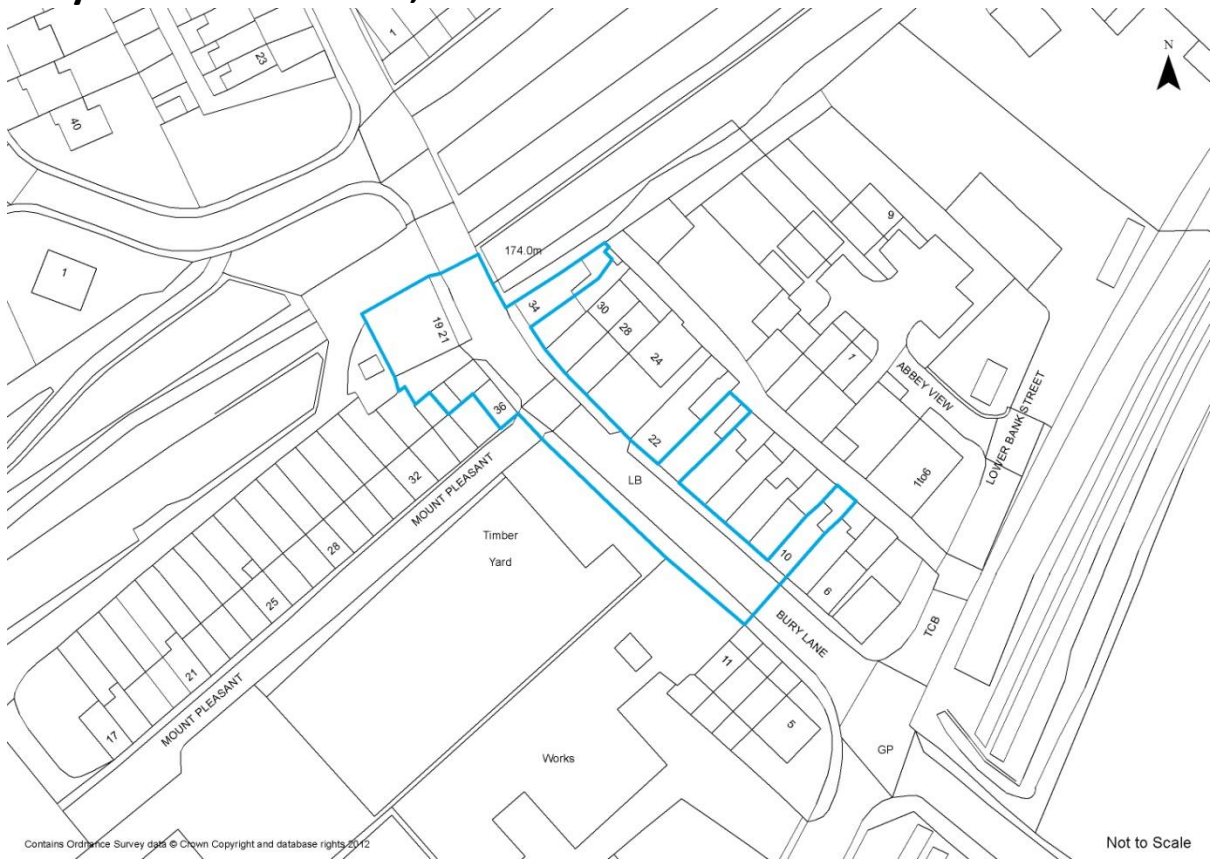 1
23
N
40
9
174.0m
1
34
30
28
19 21
24
1
ABBEY VIEW
36
LOWER BANK STREET
22
32
MOUNT PLEASANT
LB
1to6
Timber
Yard
28
10
25
6
BURY LANE
TCB
21
MOUNT PLEASANT
11
17
5
GP
Works
Contains Ordnance Survey data © Crown Copyright and database rights 2012
Not to Scale